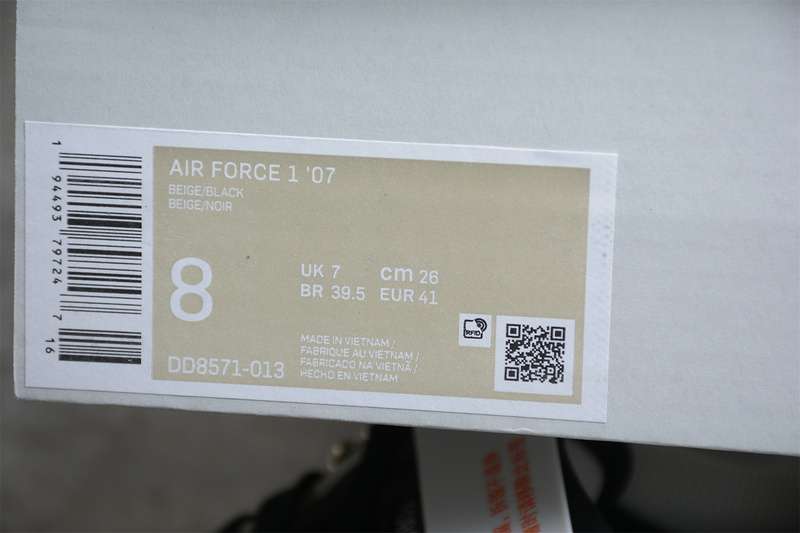 AIR FORCE 1 '07
BEIGE/BLACK
BEIGE/NOIR
8
UK 7 cm 26
BR 39.5 EUR 41
DD8571-013
MADE IN VIETNAM /
FABRIQUE AU VIETNAM /
FABRICADO NA VIETNÃ /
HECHO EN VIETNAM
RFID
1 94493 79724 7 16